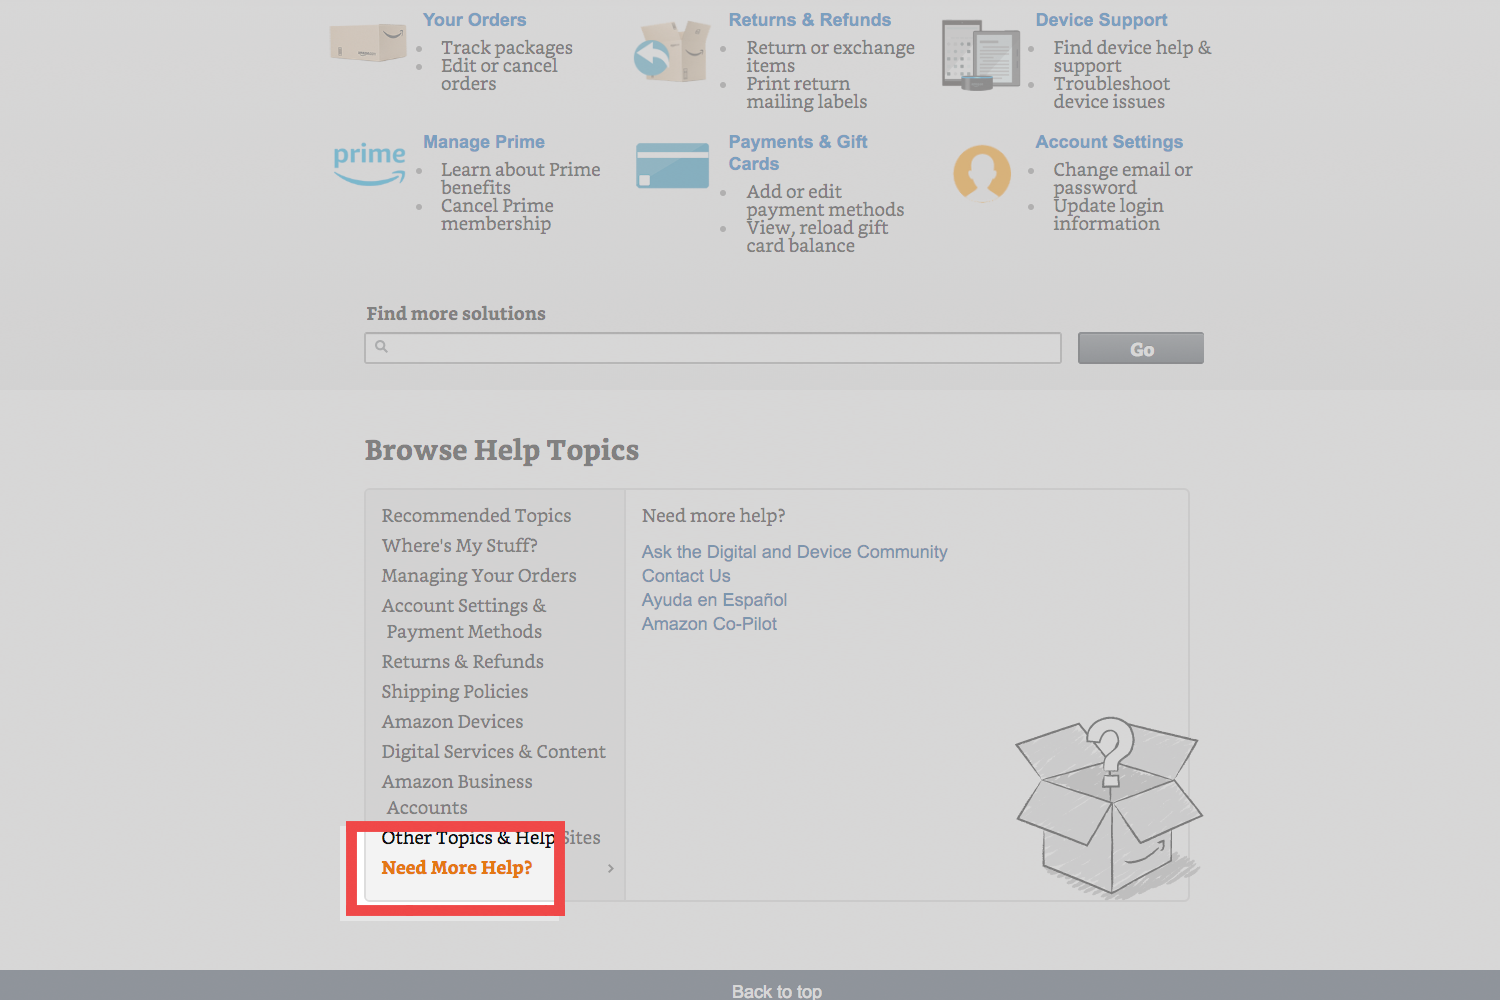 Your Orders
Track packages
Edit or cancel
orders
Returns & Refunds
Return or exchange
items
Print return
mailing labels
Device Support
Find device help &
support
Troubleshoot
device issues
prime
Manage Prime
Learn about Prime
benefits
Cancel Prime
membership
Payments & Gift
Cards
Add or edit
payment methods
View, reload gift
card balance
Account Settings
Change email or
password
Update login
information
Find more solutions
Go
Browse Help Topics
Recommended Topics
Where's My Stuff?
Managing Your Orders
Account Settings &
Payment Methods
Returns & Refunds
Shipping Policies
Amazon Devices
Digital Services & Content
Amazon Business
Accounts
Other Topics & Help Sites
Need More Help?
Need more help?
Ask the Digital and Device Community
Contact Us
Ayuda en Español
Amazon Co-Pilot
Back to top